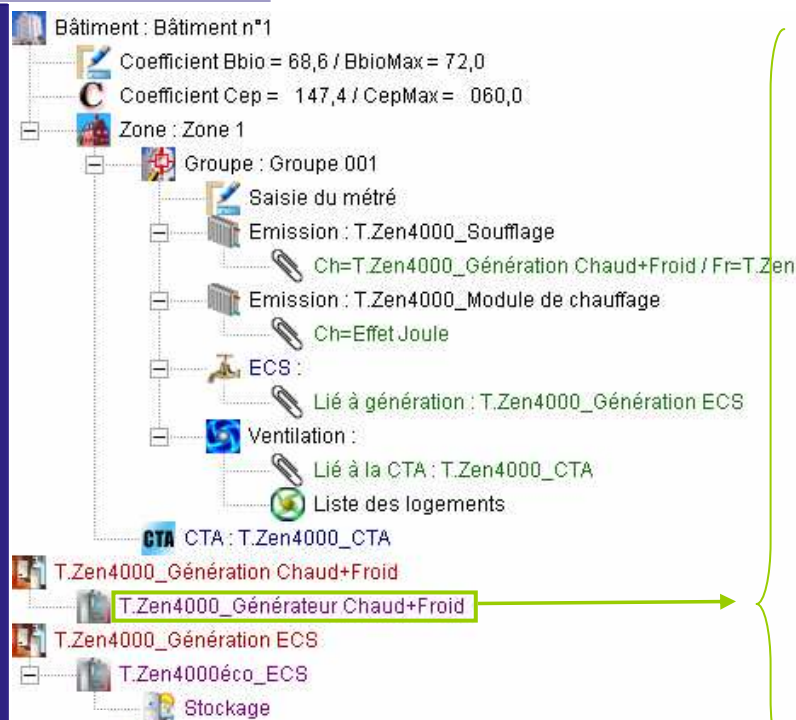 Bâtiment : Bâtiment n°1
Coefficient Bbio = 68,6 / BbioMax = 72,0
C Coefficient Cep = 147,4 / CepMax = 060,0
Zone : Zone 1
Groupe : Groupe 001
Saisie du métré
Emission : T.Zen4000_Soufflage
Ch=T.Zen4000_Génération Chaud+Froid / Fr=T.Zen
Emission : T.Zen4000_Module de chauffage
Ch=Effet Joule
ECS :
Lié à génération : T.Zen4000_Génération ECS
Ventilation :
Lié à la CTA : T.Zen4000_CTA
Liste des logements
CTA CTA : T.Zen4000_CTA
T.Zen4000_Génération Chaud+Froid
T.Zen4000_Générateur Chaud+Froid
T.Zen4000_Génération ECS
T.Zen4000éco_ECS
Stockage